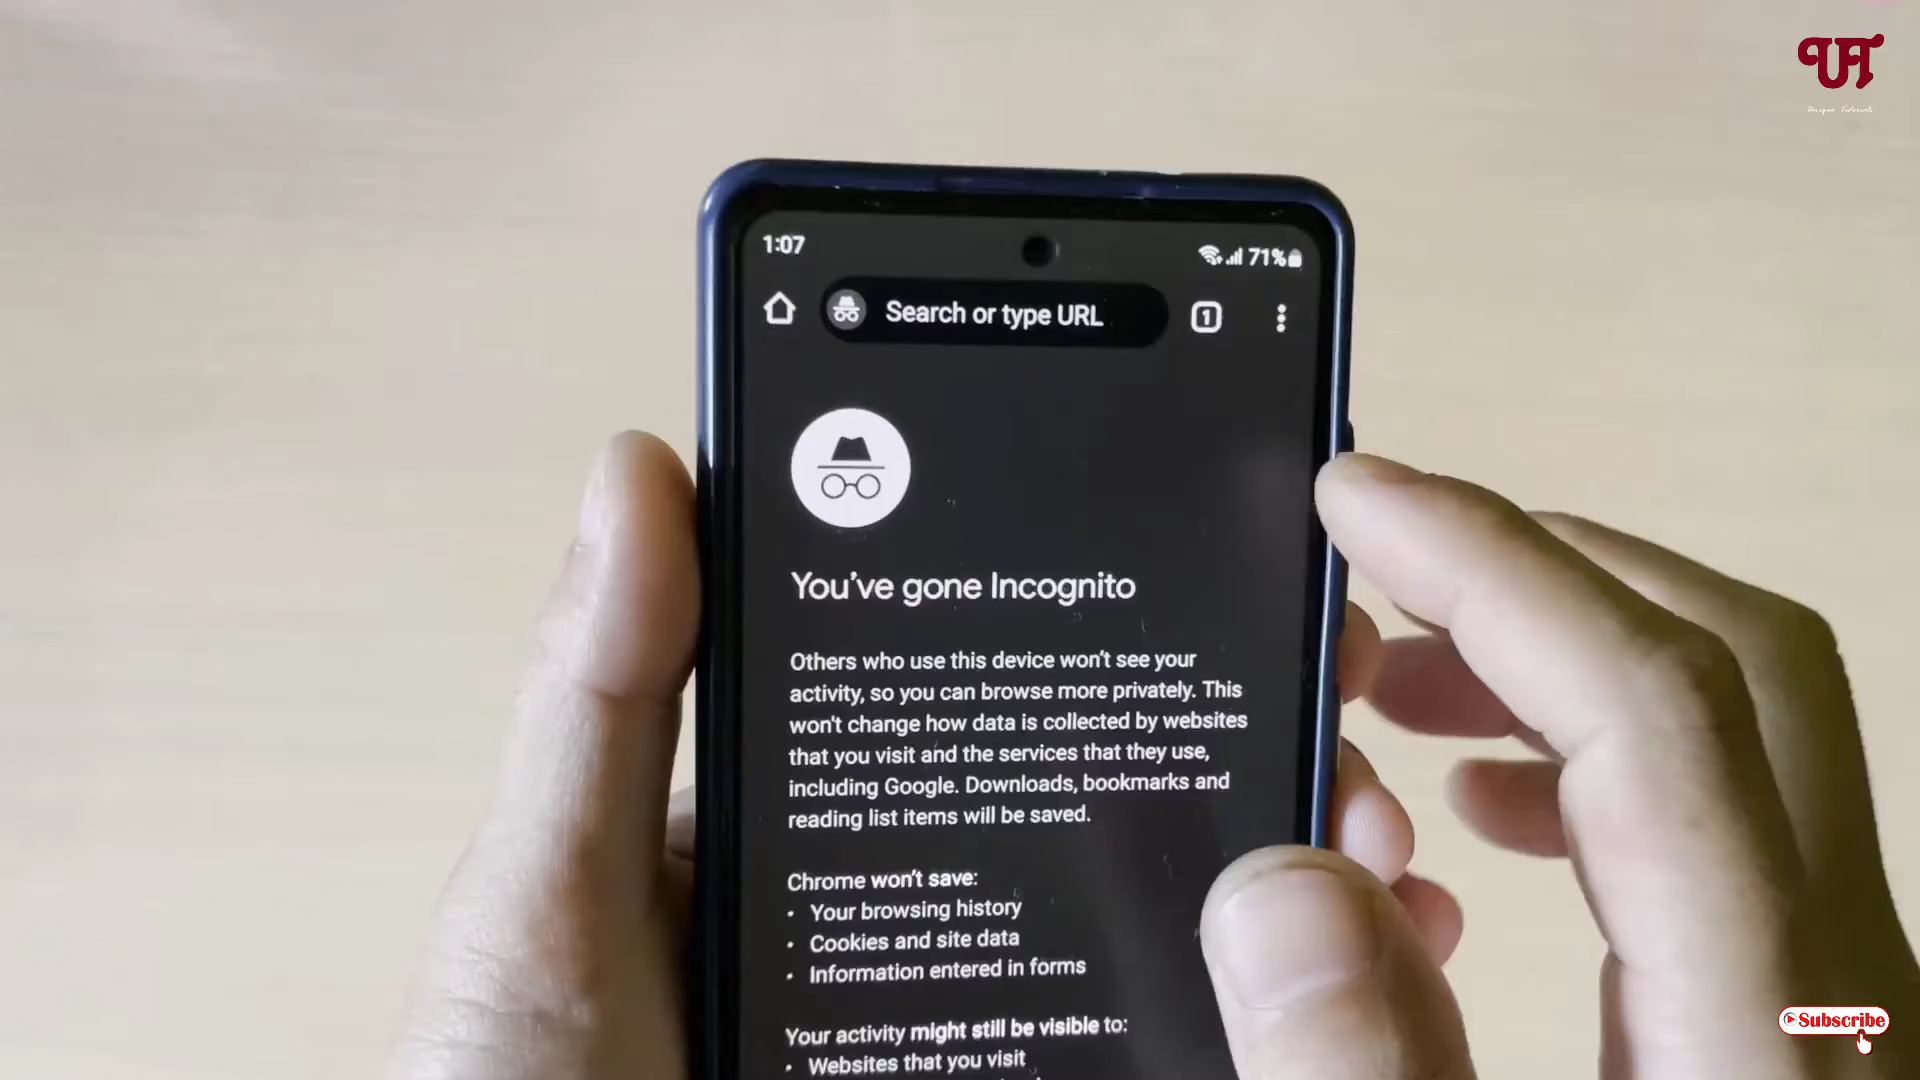 UT
Unique Tutorials
1:07
71%
Search or type URL
1
You've gone Incognito
Others who use this device won't see your
activity, so you can browse more privately. This
won't change how data is collected by websites
that you visit and the services that they use,
including Google. Downloads, bookmarks and
reading list items will be saved.
Chrome won't save:
• Your browsing history
• Cookies and site data
• Information entered in forms
Your activity might still be visible to:
• Websites that you visit
Subscribe